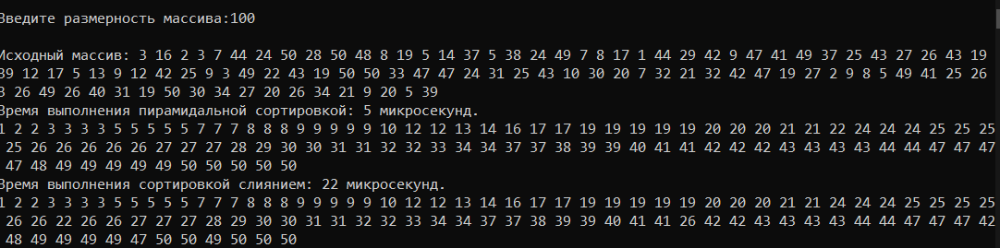 Введите размерность массива:100
Исходный массив: 3 16 2 3 7 44 24 50 28 50 48 8 19 5 14 37 5 38 24 49 7 8 17 1 44 29 42 9 47 41 49 37 25 43 27 26 43 19
39 12 17 5 13 9 12 42 25 9 3 49 22 43 19 50 50 33 47 47 24 31 25 43 10 30 20 7 32 21 32 42 47 19 27 2 9 8 5 49 41 25 26
3 26 49 26 40 31 19 50 30 34 27 20 26 34 21 9 20 5 39
Время выполнения пирамидальной сортировкой: 5 микросекунд.
1 2 2 3 3 3 3 5 5 5 5 5 7 7 7 8 8 8 9 9 9 9 9 10 12 12 13 14 16 17 17 19 19 19 19 19 20 20 20 21 21 22 24 24 24 25 25 25
25 26 26 26 26 26 27 27 27 28 29 30 30 31 31 32 32 33 34 34 37 37 38 39 39 40 41 41 42 42 42 43 43 43 43 44 44 47 47 47
47 48 49 49 49 49 49 50 50 50 50 50
Время выполнения сортировкой слиянием: 22 микросекунд.
1 2 2 3 3 3 3 5 5 5 5 5 7 7 7 8 8 8 9 9 9 9 9 10 12 12 13 14 16 17 17 19 19 19 19 19 20 20 20 21 21 24 24 24 25 25 25 25
26 26 22 26 26 27 27 27 28 29 30 30 31 31 32 32 33 34 34 37 37 38 39 39 40 41 41 26 42 42 43 43 43 43 44 44 47 47 47 42
48 49 49 49 49 47 50 50 49 50 50 50